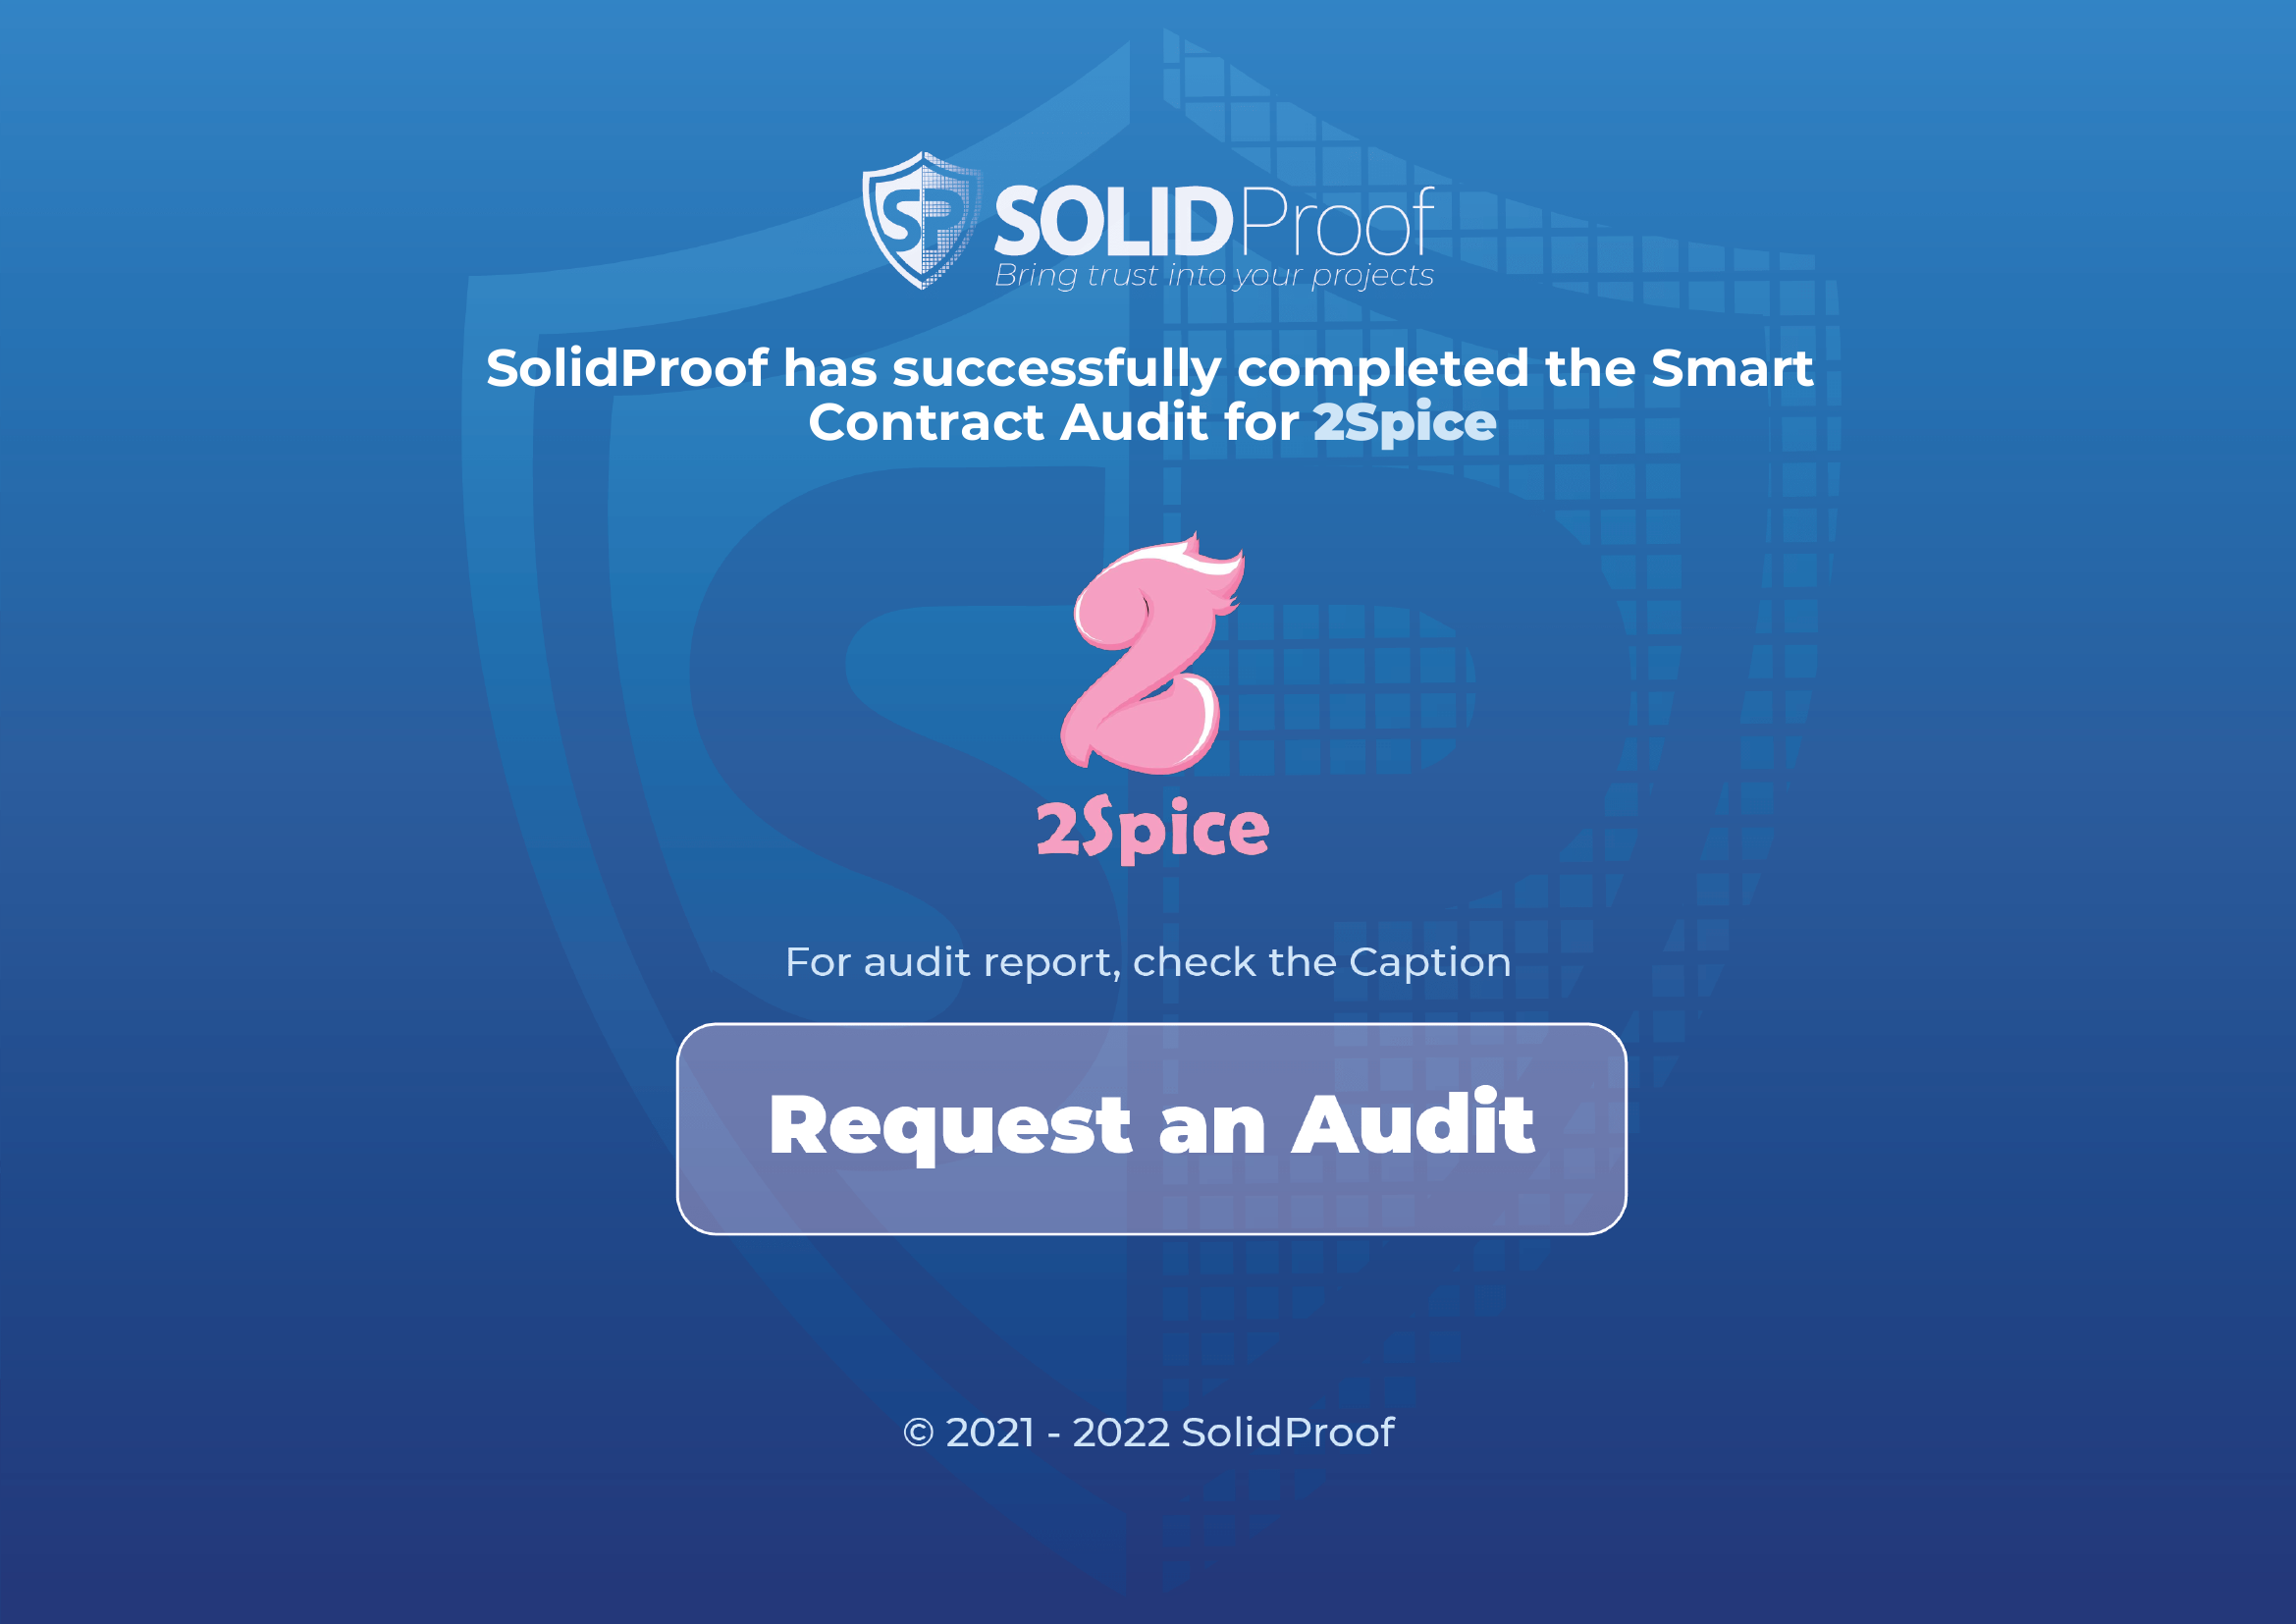 SP SOLIDProof
Bring trust into your projects
SolidProof has successfully completed the Smart
Contract Audit for 2Spice
2Spice
For audit report, check the Caption
Request an Audit
© 2021 - 2022 SolidProof